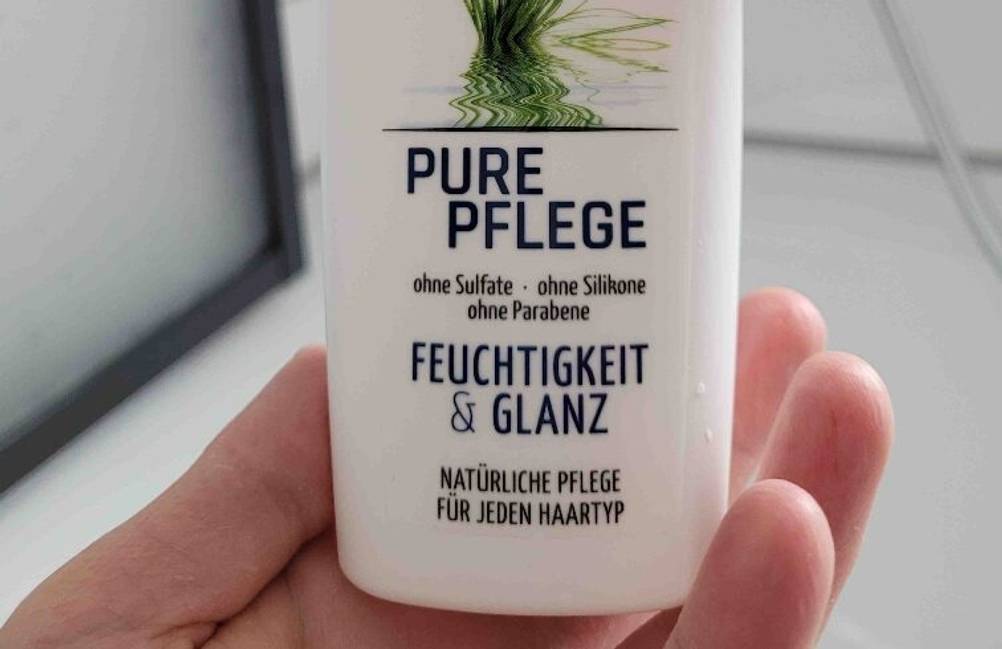 PURE
PFLEGE
ohne Sulfate · ohne Silikone
ohne Parabene
FEUCHTIGKEIT
& GLANZ
NATÜRLICHE PFLEGE
FÜR JEDEN HAARTYP